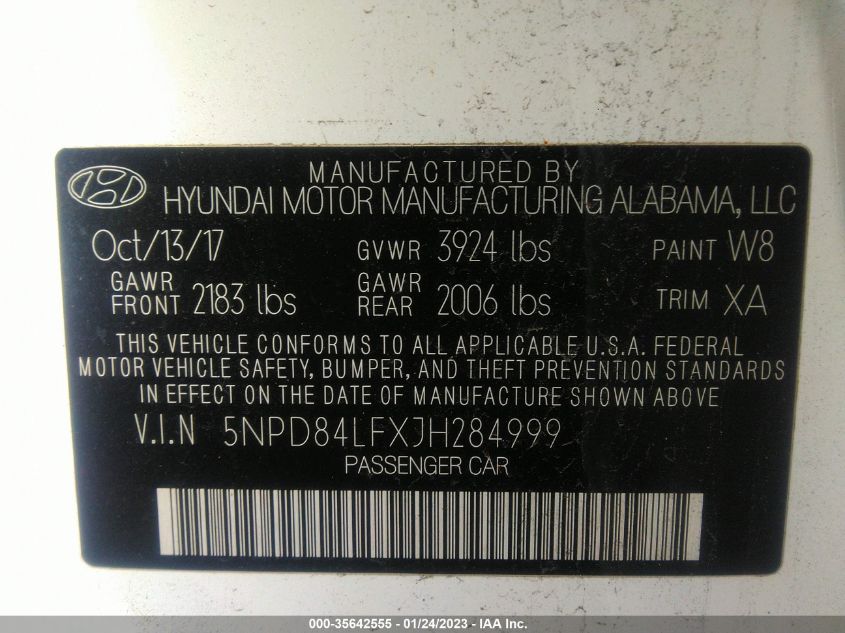 MANUFACTURED BY
HYUNDAI MOTOR MANUFACTURING ALABAMA, LLC
Oct/13/17 GVWR 3924 lbs PAINT W8
GAWR FRONT 2183 lbs GAWR REAR 2006 lbs TRIM XA
THIS VEHICLE CONFORMS TO ALL APPLICABLE U.S.A. FEDERAL
MOTOR VEHICLE SAFETY, BUMPER, AND THEFT PREVENTION STANDARDS
IN EFFECT ON THE DATE OF MANUFACTURE SHOWN ABOVE
V.I.N 5NPD84LFXJH284999
PASSENGER CAR
000-35642555 - 01/24/2023 - IAA Inc.